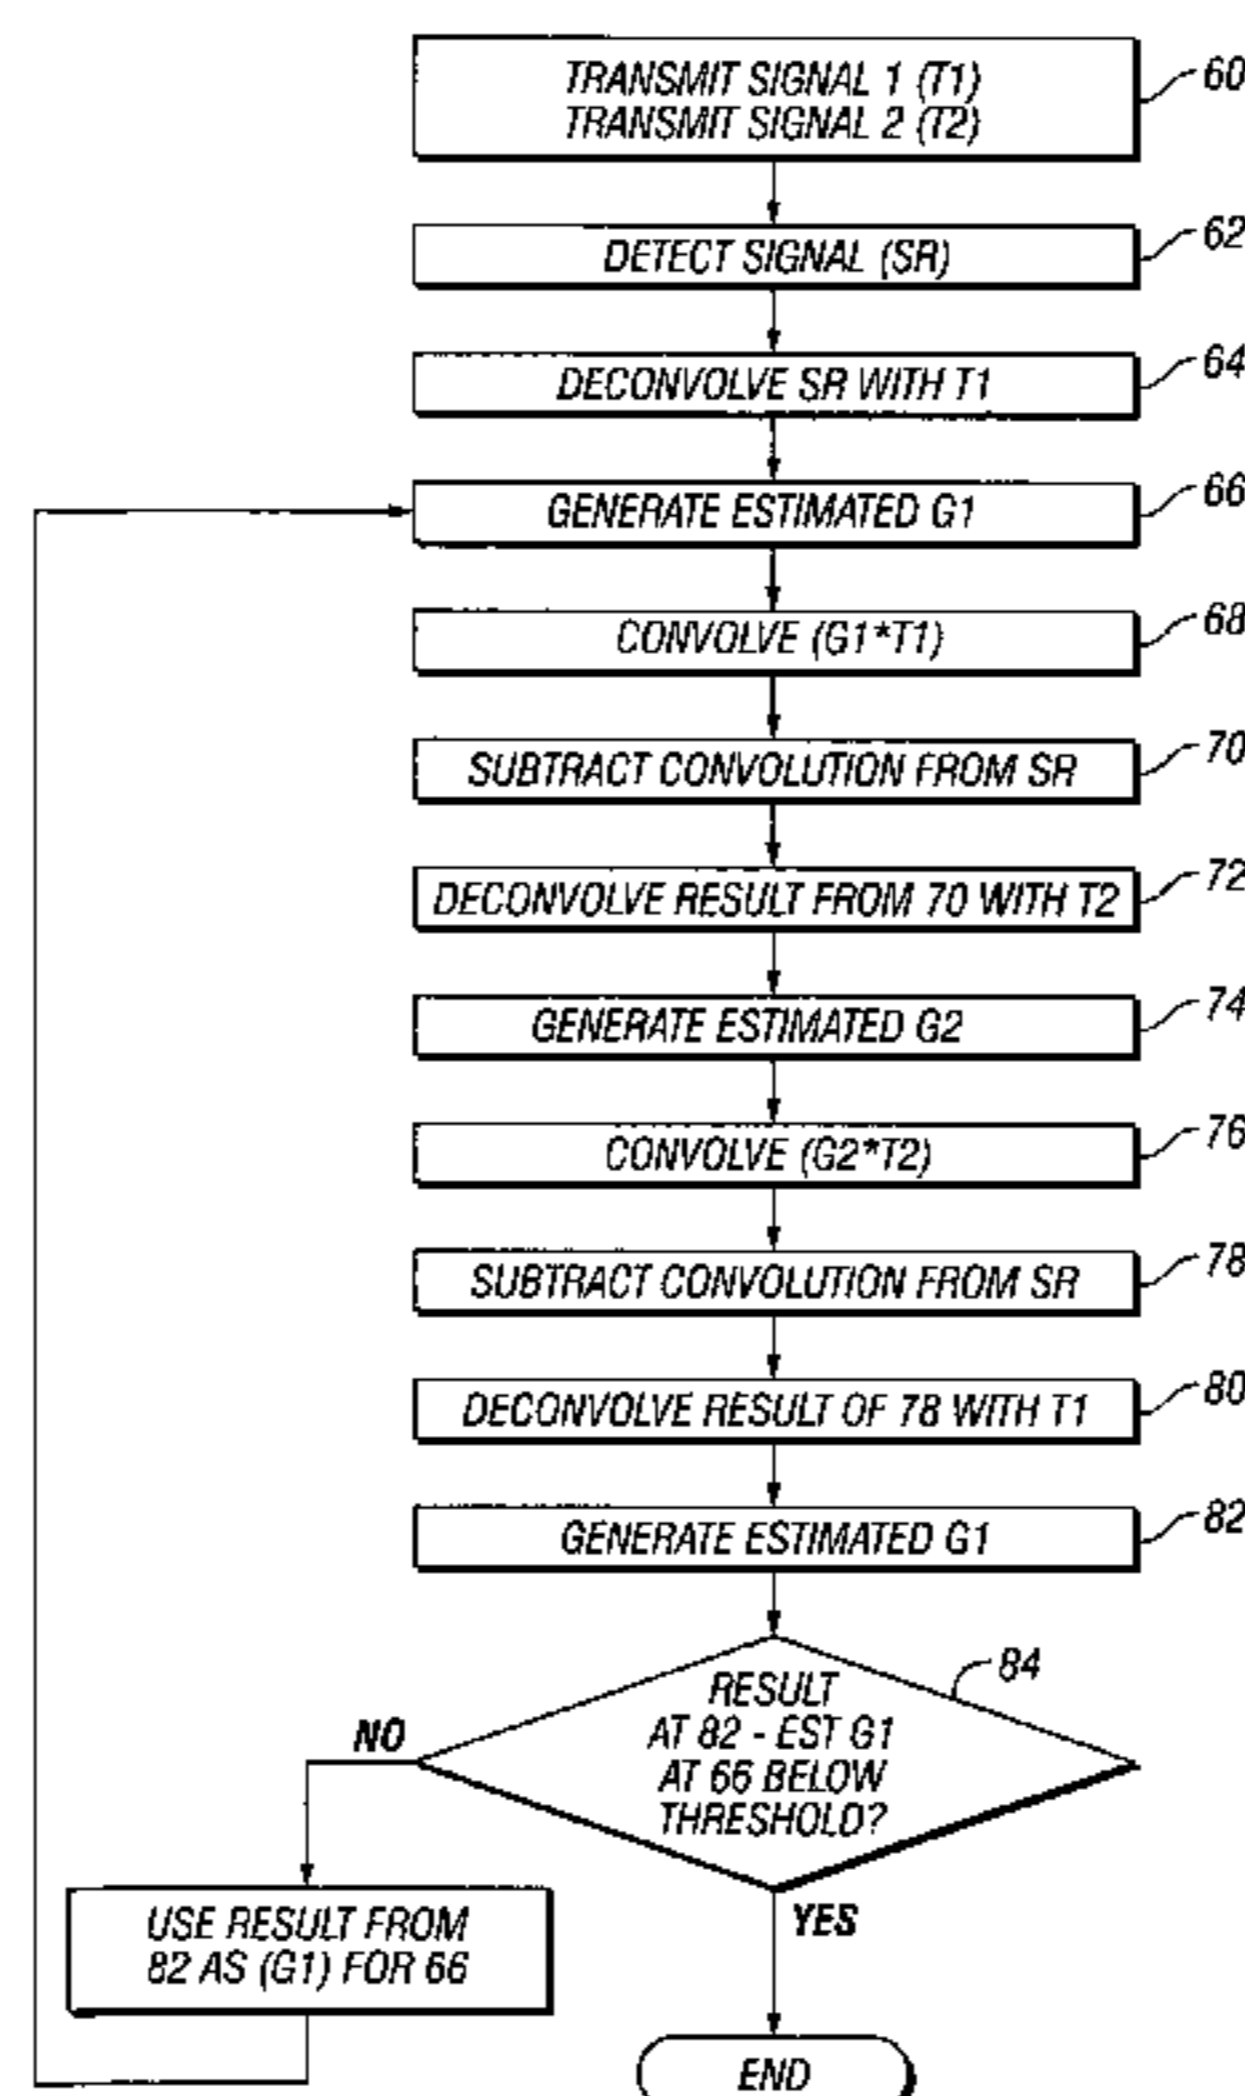 TRANSMIT SIGNAL 1 (T1)
TRANSMIT SIGNAL 2 (T2)
60
DETECT SIGNAL (SR)
62
DECONVOLVE SR WITH T1
64
GENERATE ESTIMATED G1
66
CONVOLVE (G1*T1)
68
SUBTRACT CONVOLUTION FROM SR
70
DECONVOLVE RESULT FROM 70 WITH T2
72
GENERATE ESTIMATED G2
74
CONVOLVE (G2*T2)
76
SUBTRACT CONVOLUTION FROM SR
78
DECONVOLVE RESULT OF 78 WITH T1
80
GENERATE ESTIMATED G1
82
RESULT
AT 82 - EST G1
AT 66 BELOW
THRESHOLD?
84
NO
YES
USE RESULT FROM
82 AS (G1) FOR 66
END